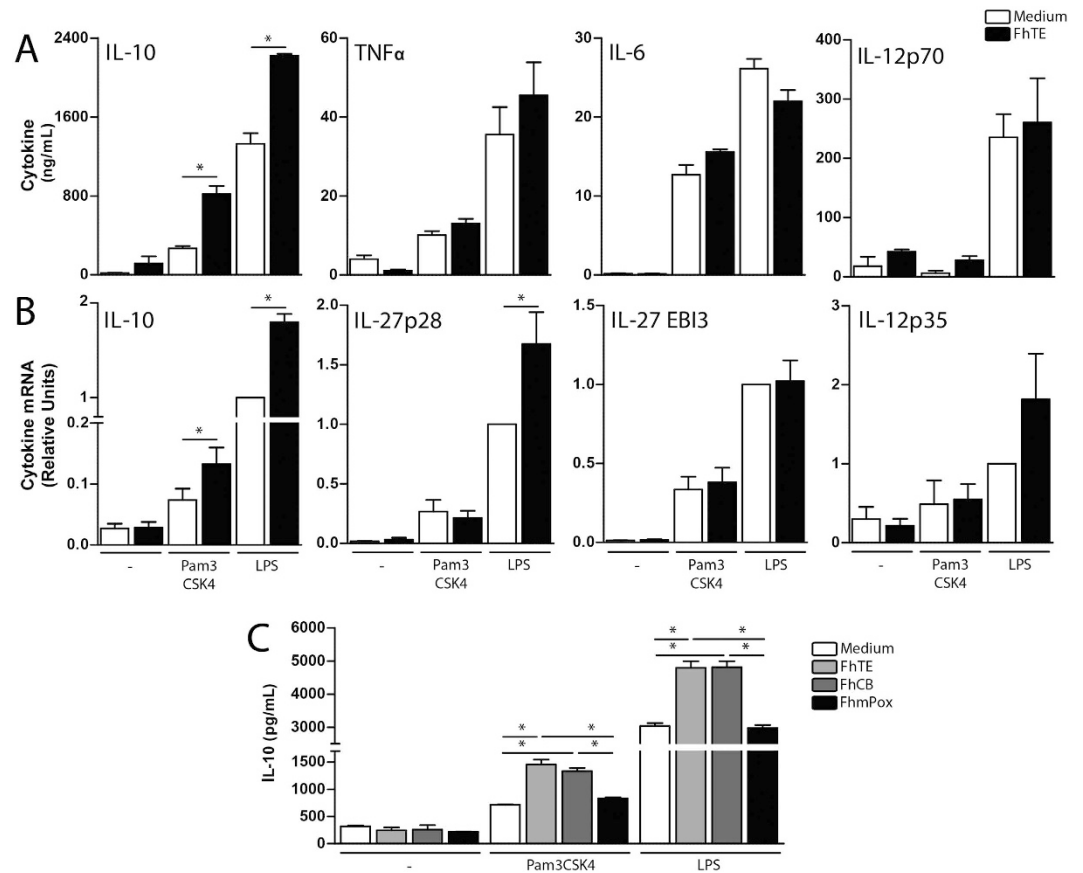 Medium
FhTE
A
IL-10
TNFα
IL-6
IL-12p70
Cytokine
(ng/mL)
2400
1600
800
0
60
40
20
0
30
20
10
0
400
300
200
100
0
* *
B
IL-10
IL-27p28
IL-27 EBI3
IL-12p35
Cytokine mRNA
(Relative Units)
2
1
0.2
0.1
0.0
2.0
1.5
1.0
0.5
0.0
1.5
1.0
0.5
0.0
3
2
1
0
* * *
- Pam3 CSK4 LPS
- Pam3 CSK4 LPS
- Pam3 CSK4 LPS
- Pam3 CSK4 LPS
C
IL-10 (pg/mL)
6000
5000
4000
3000
2000
1500
1000
500
0
* * * *
* * * *
- Pam3CSK4 LPS
Medium
FhTE
FhCB
FhmPox